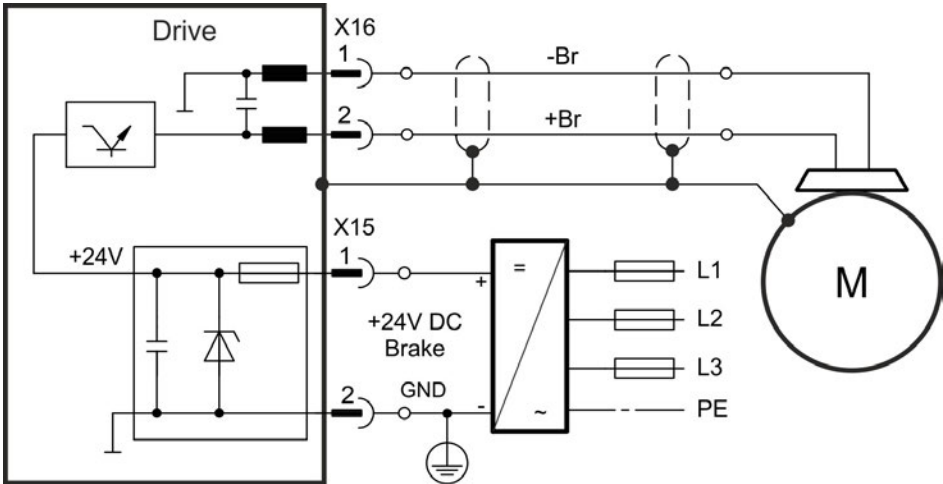 Drive
X16
1
-Br
2
+Br
X15
+24V
1
+
=
L1
+24V DC
Brake
L2
L3
2
GND
-
~
PE
M